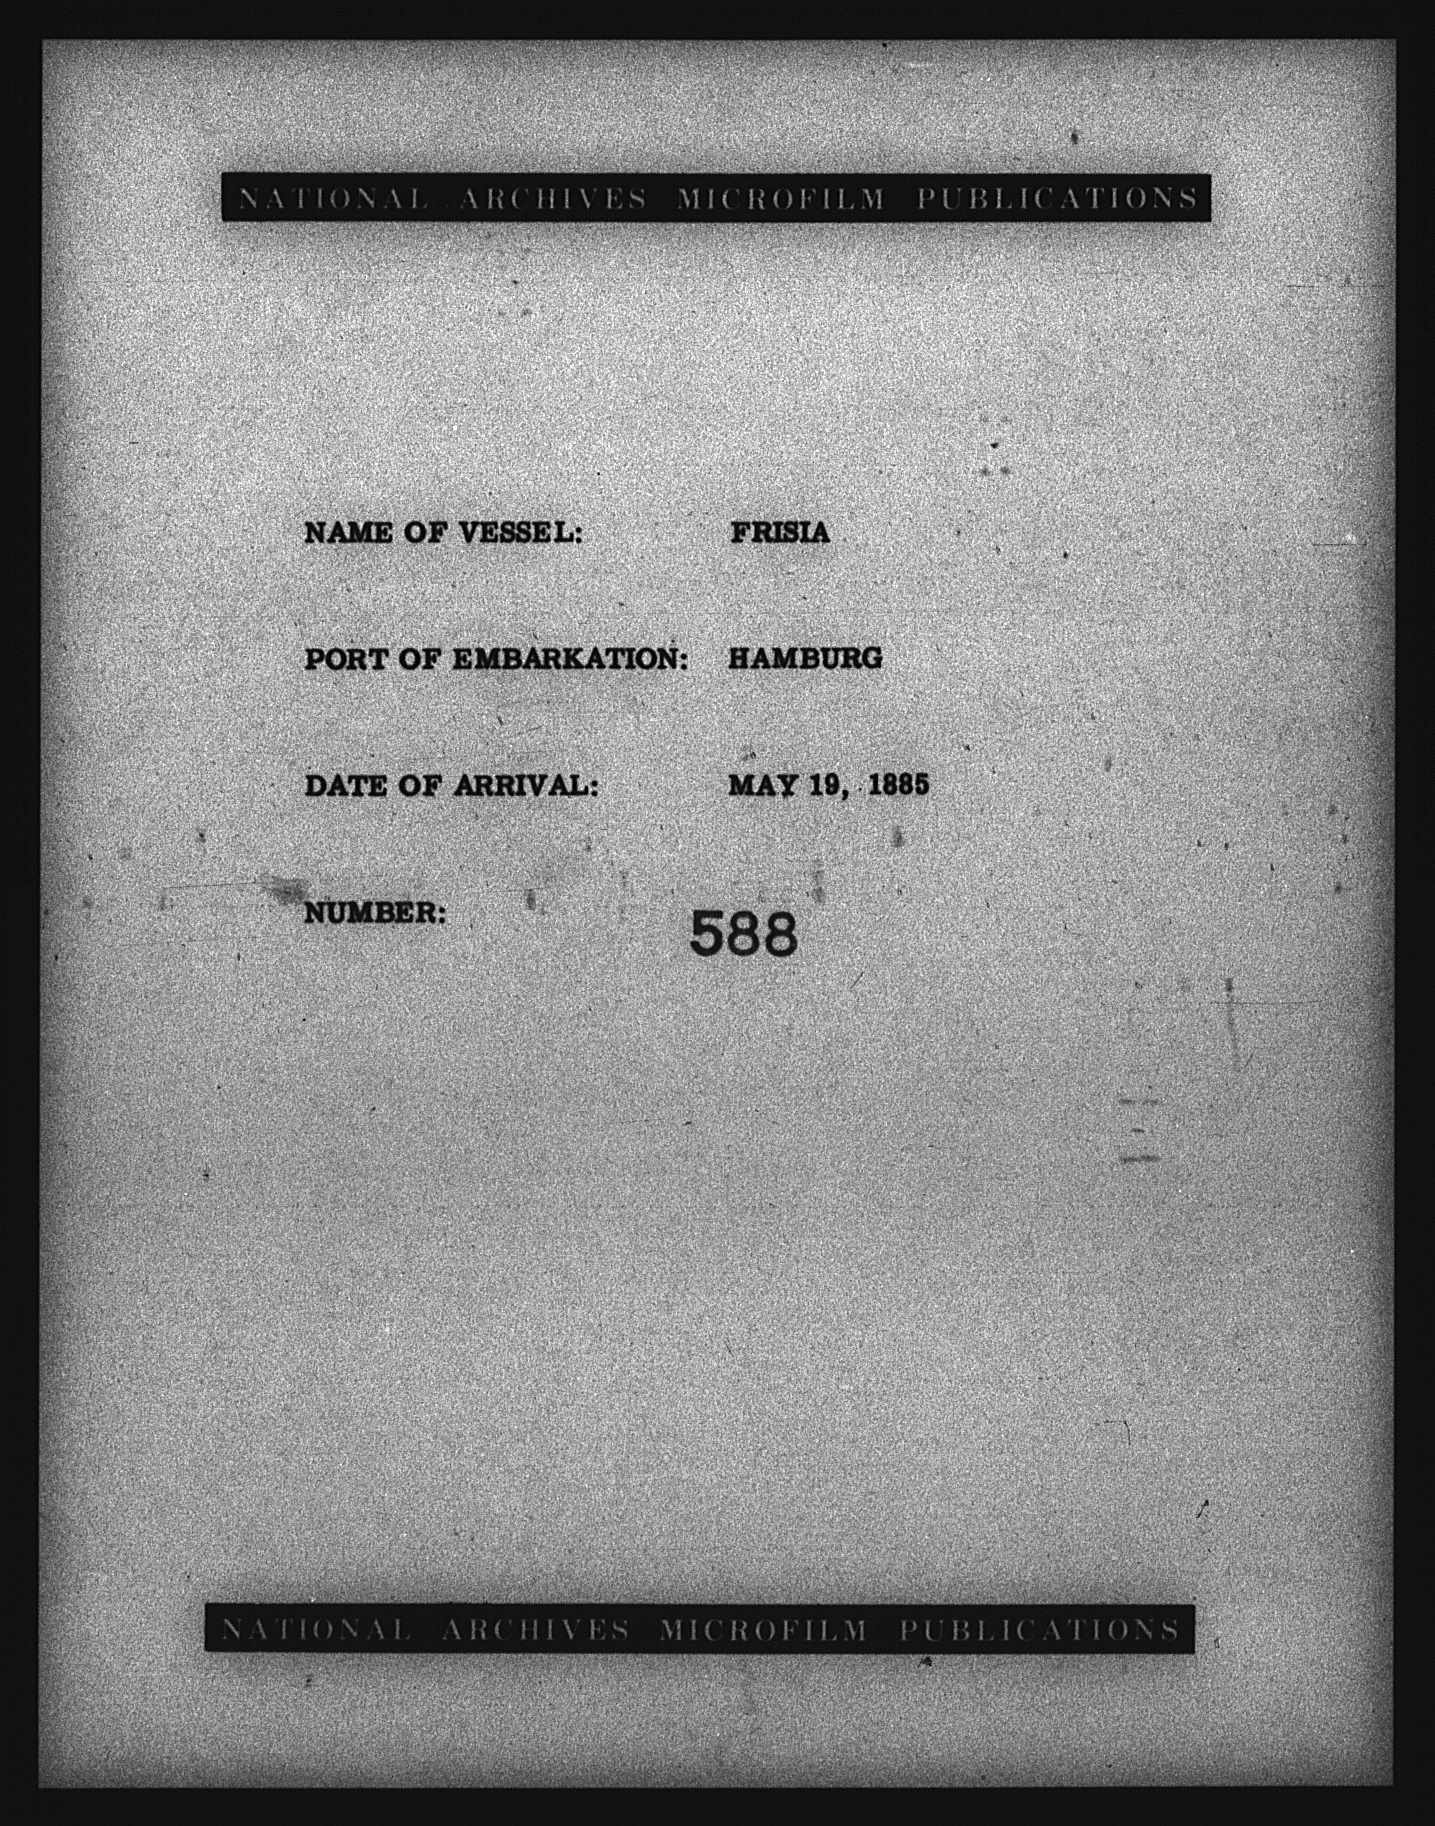 NATIONAL ARCHIVES MICROFILM PUBLICATIONS
NAME OF VESSEL: FRISIA
PORT OF EMBARKATION: HAMBURG
DATE OF ARRIVAL: MAY 19, 1885
NUMBER: 588
NATIONAL ARCHIVES MICROFILM PUBLICATIONS